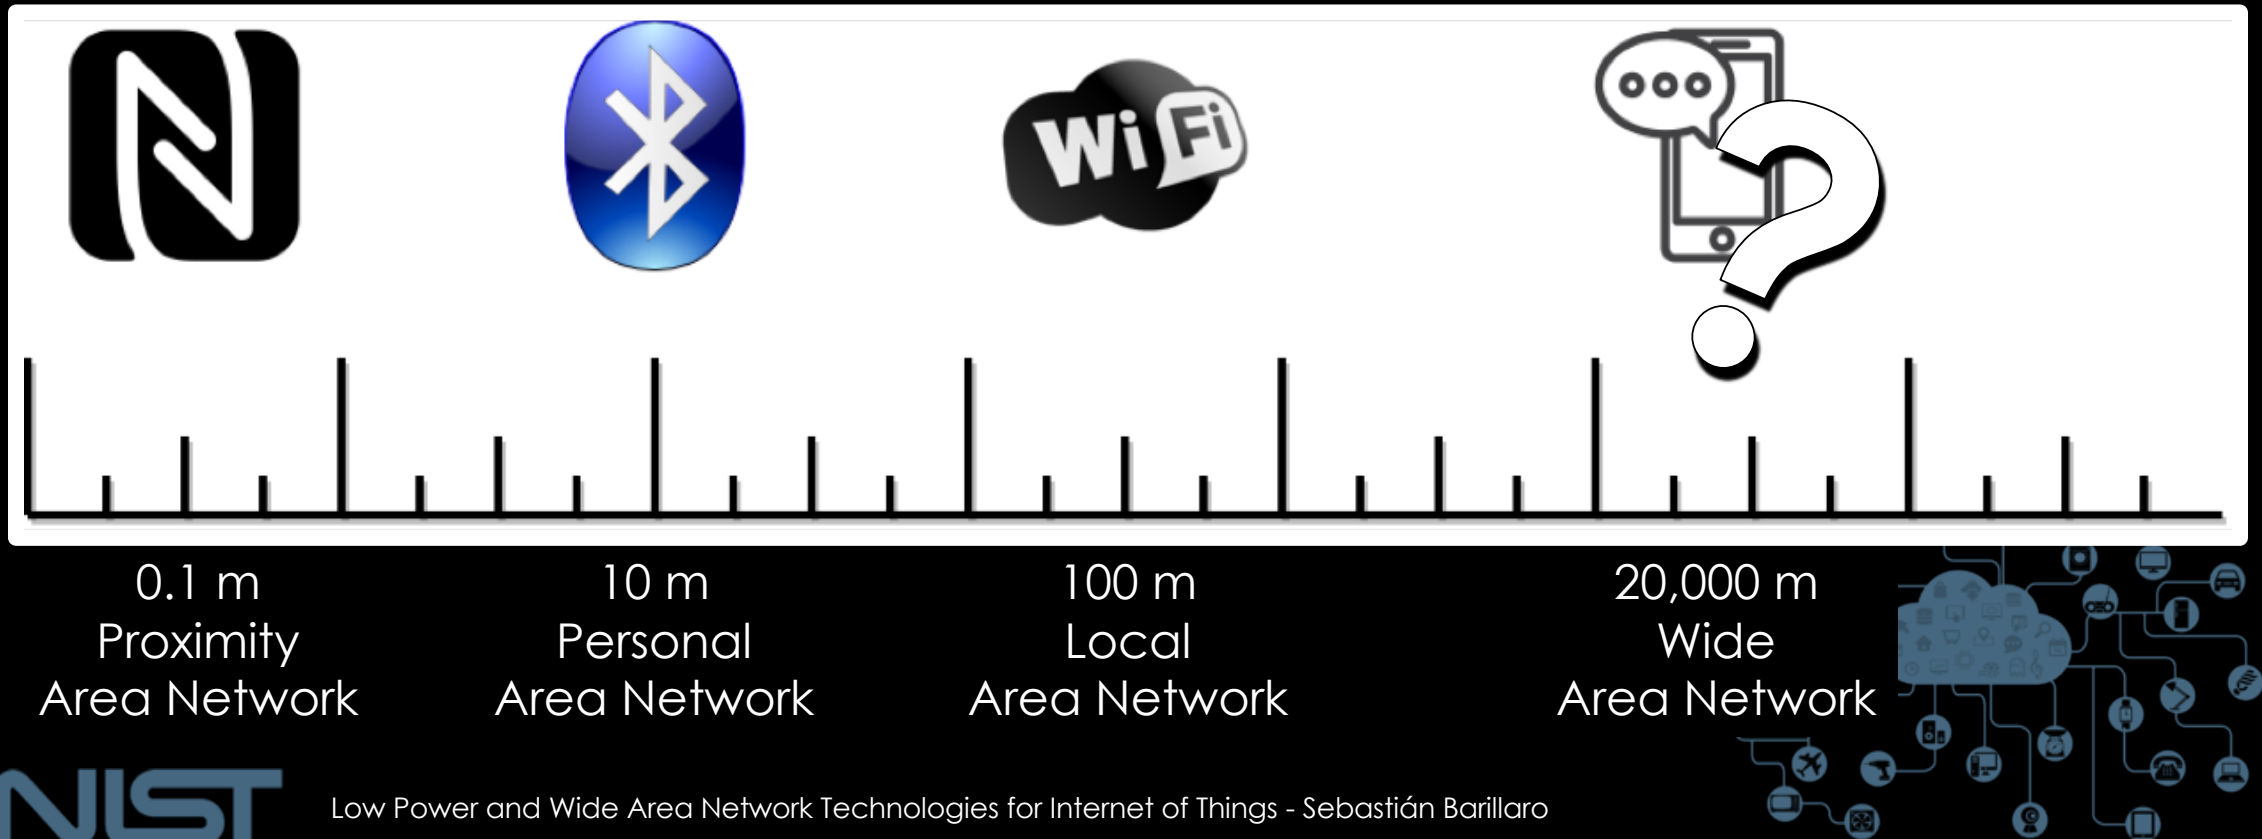 WiFi
0.1 m
Proximity
Area Network
10 m
Personal
Area Network
100 m
Local
Area Network
20,000 m
Wide
Area Network
?
NIST
Low Power and Wide Area Network Technologies for Internet of Things - Sebastián Barillaro